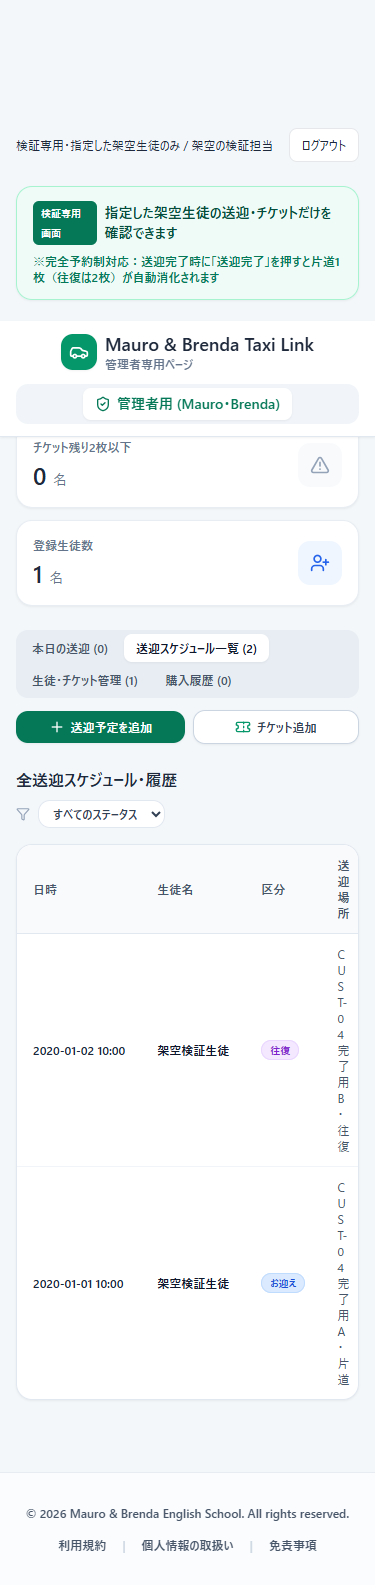 検証専用・指定した架空生徒のみ / 架空の検証担当
ログアウト
検証専用
画面
指定した架空生徒の送迎・チケットだけを
確認できます
※完全予約制対応：送迎完了時に「送迎完了」を押すと片道1
枚（往復は2枚）が自動消化されます
Mauro & Brenda Taxi Link
管理者専用ページ
管理者用 (Mauro・Brenda)
チケット残り2枚以下
0 名
登録生徒数
1 名
本日の送迎 (0)
送迎スケジュール一覧 (2)
生徒・チケット管理 (1)
購入履歴 (0)
送迎予定を追加
チケット追加
全送迎スケジュール・履歴
すべてのステータス
日時
生徒名
区分
送
迎
場
所
2020-01-02 10:00
架空検証生徒
往復
C
U
S
T-
0
4
完
了
用
B
・
往
復
2020-01-01 10:00
架空検証生徒
お迎え
C
U
S
T-
0
4
完
了
用
A
・
片
道
© 2026 Mauro & Brenda English School. All rights reserved.
利用規約 | 個人情報の取扱い | 免責事項